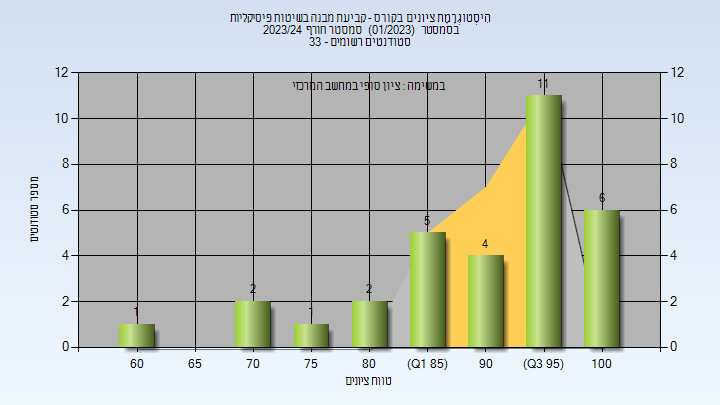 היסטוגרמת ציונים בקורס - קביעת מבנה בשיטות פיסיקליות
בסמסטר (01/2023) סמסטר חורף 2023/24
סטודנטים רשומים - 33
במשימה : ציון סופי במחשב המרכזי
מספר סטודנטים
12 12
10 10
8 8
6 6
4 4
2 2
0 0
1 2 1 2 5 4 11 6
60 65 70 75 80 (Q1 85) 90 (Q3 95) 100
טווח ציונים